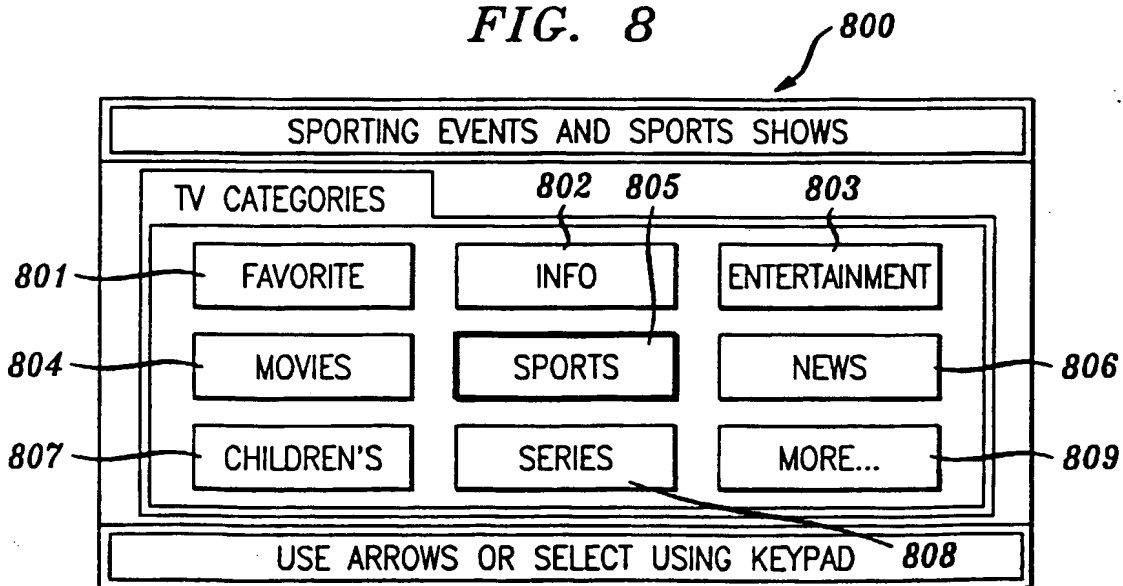 FIG. 8
800
SPORTING EVENTS AND SPORTS SHOWS
TV CATEGORIES
802 805 803
801 FAVORITE INFO ENTERTAINMENT
804 MOVIES SPORTS NEWS 806
807 CHILDREN'S SERIES MORE... 809
USE ARROWS OR SELECT USING KEYPAD 808